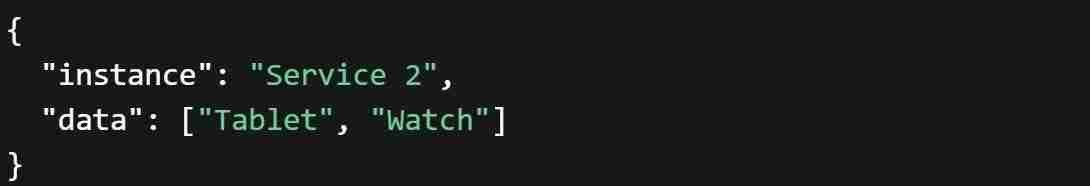 {
  "instance": "Service 2",
  "data": ["Tablet", "Watch"]
}